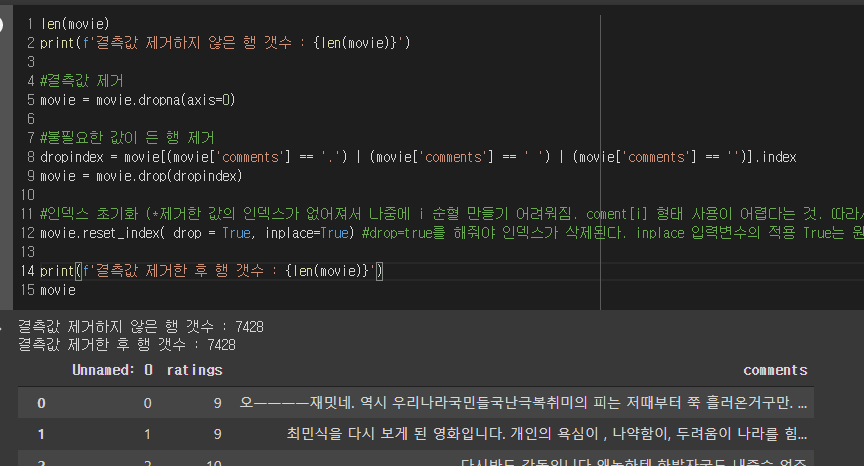 1 len(movie)
2 print(f'결측값 제거하지 않은 행 갯수 : {len(movie)}')
3
4 #결측값 제거
5 movie = movie.dropna(axis=0)
6
7 #불필요한 값이 든 행 제거
8 dropindex = movie[(movie['comments'] == '.') | (movie['comments'] == ' ') | (movie['comments'] == '')].index
9 movie = movie.drop(dropindex)
10
11 #인덱스 초기화 (*제거한 값의 인덱스가 없어져서 나중에 i 순혈 만들기 어려워짐. coment[i] 형태 사용이 어렵다는 것. 따라서
12 movie.reset_index( drop = True, inplace=True) #drop=true를 해줘야 인덱스가 삭제된다. inplace 입력변수의 적용 True는 원
13
14 print(f'결측값 제거한 후 행 갯수 : {len(movie)}')
15 movie
결측값 제거하지 않은 행 갯수 : 7428
결측값 제거한 후 행 갯수 : 7428
Unnamed: 0 ratings comments
0 0 9 오ㅡㅡㅡㅡㅡ재밋네. 역시 우리나라국민들국난극복취미의 피는 저때부터 쭉 흘러온거구만. ...
1 1 9 최민식을 다시 보게 된 영화입니다. 개인의 욕심이 , 나약함이, 두려움이 나라를 힘...
2 2 10